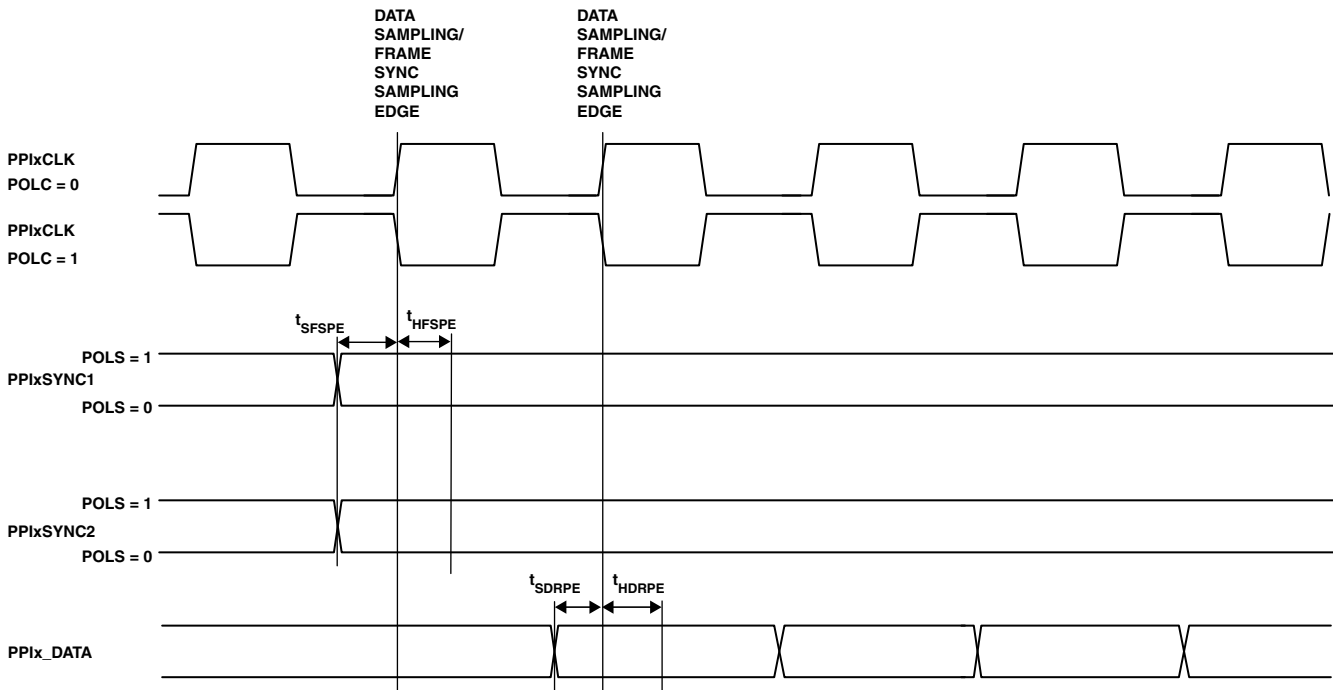 DATA
SAMPLING/
FRAME
SYNC
SAMPLING
EDGE
DATA
SAMPLING/
FRAME
SYNC
SAMPLING
EDGE
PPIxCLK
POLC = 0
PPIxCLK
POLC = 1
tSFSPE
tHFSPE
POLS = 1
PPIxSYNC1
POLS = 0
POLS = 1
PPIxSYNC2
POLS = 0
tSDRPE
tHDRPE
PPIx_DATA